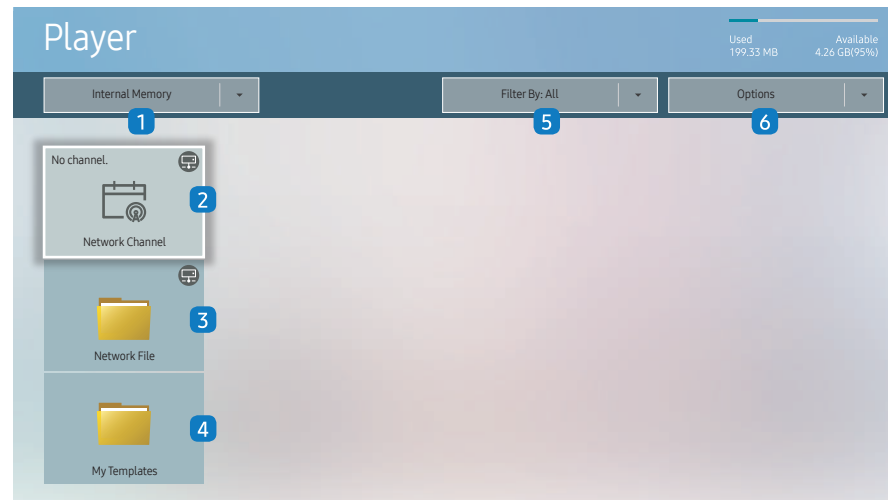 Player
Used
199.33 MB
Available
4.26 GB(95%)
Internal Memory
Filter By: All
Options
1
5
6
No channel.
2
Network Channel
3
Network File
4
My Templates